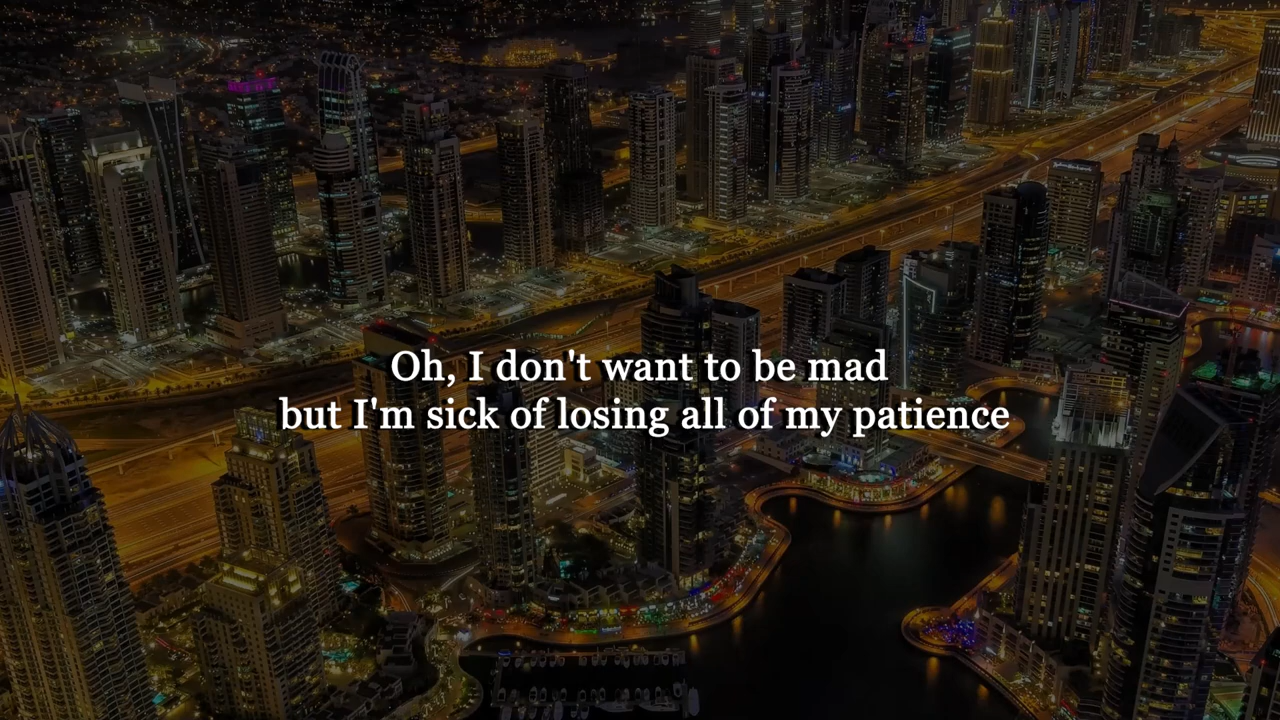 Oh, I don't want to be mad
but I'm sick of losing all of my patience